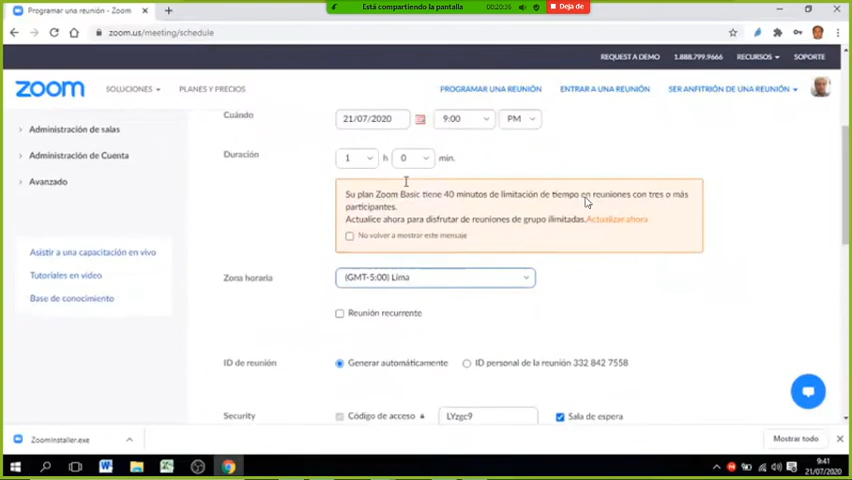 Programar una reunión - Zoom
Está compartiendo la pantalla
00:20:36
Deja de
zoom.us/meeting/schedule
REQUEST A DEMO 1.888.799.9666 RECURSOS SOPORTE
zoom SOLUCIONES PLANES Y PRECIOS PROGRAMAR UNA REUNIÓN ENTRAR A UNA REUNIÓN SER ANFITRIÓN DE UNA REUNIÓN
Administración de salas
Administración de Cuenta
Avanzado
Asistir a una capacitación en vivo
Tutoriales en video
Base de conocimiento
Cuándo 21/07/2020 9:00 PM
Duración 1 h 0 min.
Su plan Zoom Basic tiene 40 minutos de limitación de tiempo en reuniones con tres o más
participantes.
Actualice ahora para disfrutar de reuniones de grupo ilimitadas.Actualizar ahora
No volver a mostrar este mensaje
Zona horaria (GMT-5:00) Lima
Reunión recurrente
ID de reunión Generar automáticamente ID personal de la reunión 332 842 7558
Security Código de acceso LYzgc9 Sala de espera
ZoomInstaller.exe Mostrar todo
9:41
21/07/2020